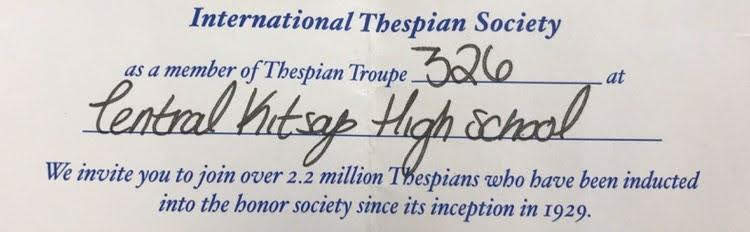 International Thespian Society
as a member of Thespian Troupe 326 at
Central Kitsap High School
We invite you to join over 2.2 million Thespians who have been inducted
into the honor society since its inception in 1929.